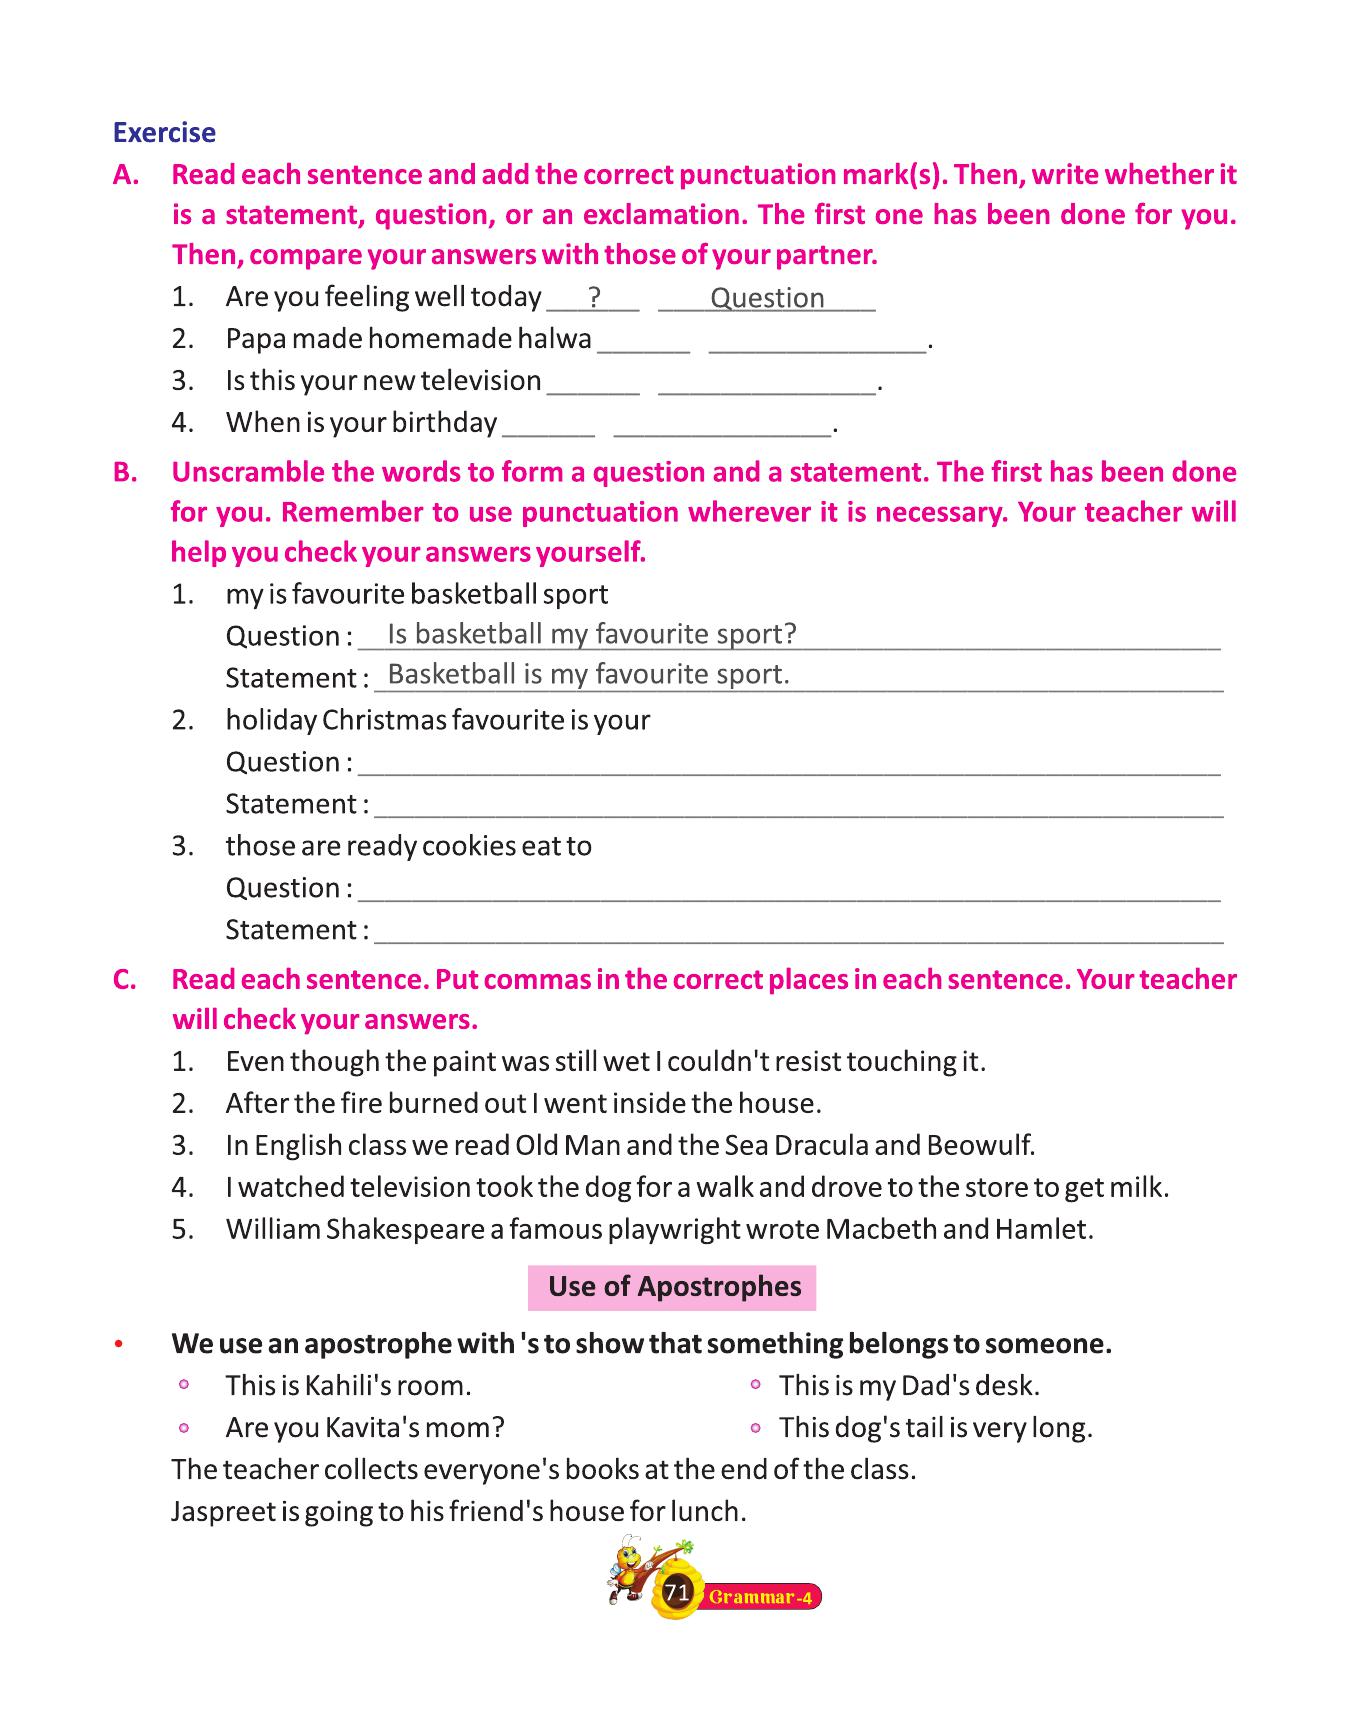 Exercise
A. Read each sentence and add the correct punctuation mark(s). Then, write whether it
is a statement, question, or an exclamation. The first one has been done for you.
Then, compare your answers with those of your partner.
1. Are you feeling well today ______?______ Question
2. Papa made homemade halwa ______ ______________.
3. Is this your new television ______ ______________.
4. When is your birthday ______ ______________.
B. Unscramble the words to form a question and a statement. The first has been done
for you. Remember to use punctuation wherever it is necessary. Your teacher will
help you check your answers yourself.
1. my is favourite basketball sport
Question : Is basketball my favourite sport?
Statement : Basketball is my favourite sport.
2. holiday Christmas favourite is your
Question : ______________
Statement : ______________
3. those are ready cookies eat to
Question : ______________
Statement : ______________
C. Read each sentence. Put commas in the correct places in each sentence. Your teacher
will check your answers.
1. Even though the paint was still wet I couldn't resist touching it.
2. After the fire burned out I went inside the house.
3. In English class we read Old Man and the Sea Dracula and Beowulf.
4. I watched television took the dog for a walk and drove to the store to get milk.
5. William Shakespeare a famous playwright wrote Macbeth and Hamlet.
Use of Apostrophes
• We use an apostrophe with 's to show that something belongs to someone.
This is Kahili's room. This is my Dad's desk.
Are you Kavita's mom? This dog's tail is very long.
The teacher collects everyone's books at the end of the class.
Jaspreet is going to his friend's house for lunch.
71 Grammar-4